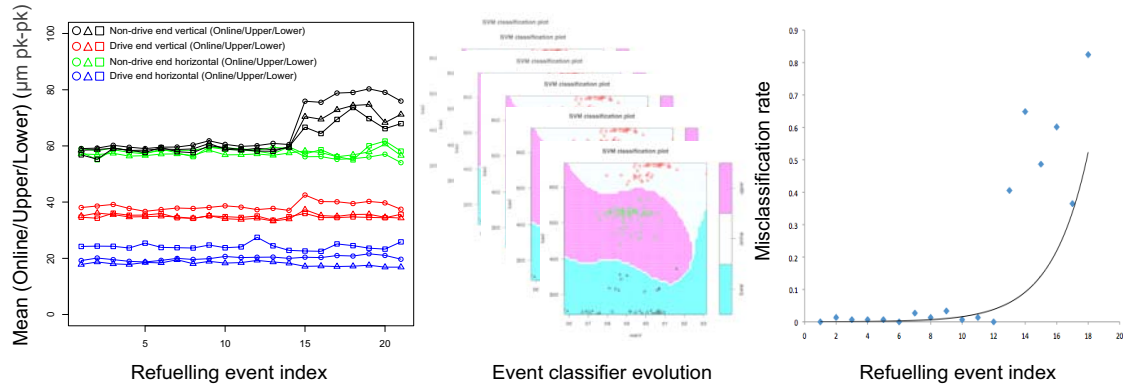 Mean (Online/Upper/Lower) (μm pk-pk)
100
80
60
40
20
0
Non-drive end vertical (Online/Upper/Lower)
Drive end vertical (Online/Upper/Lower)
Non-drive end horizontal (Online/Upper/Lower)
Drive end horizontal (Online/Upper/Lower)
5
10
15
20
Refuelling event index
SVM classification plot
SVM classification plot
SVM classification plot
SVM classification plot
SVM classification plot
Event classifier evolution
Misclassification rate
0.9
0.8
0.7
0.6
0.5
0.4
0.3
0.2
0.1
0
0
2
4
6
8
10
12
14
16
18
20
Refuelling event index